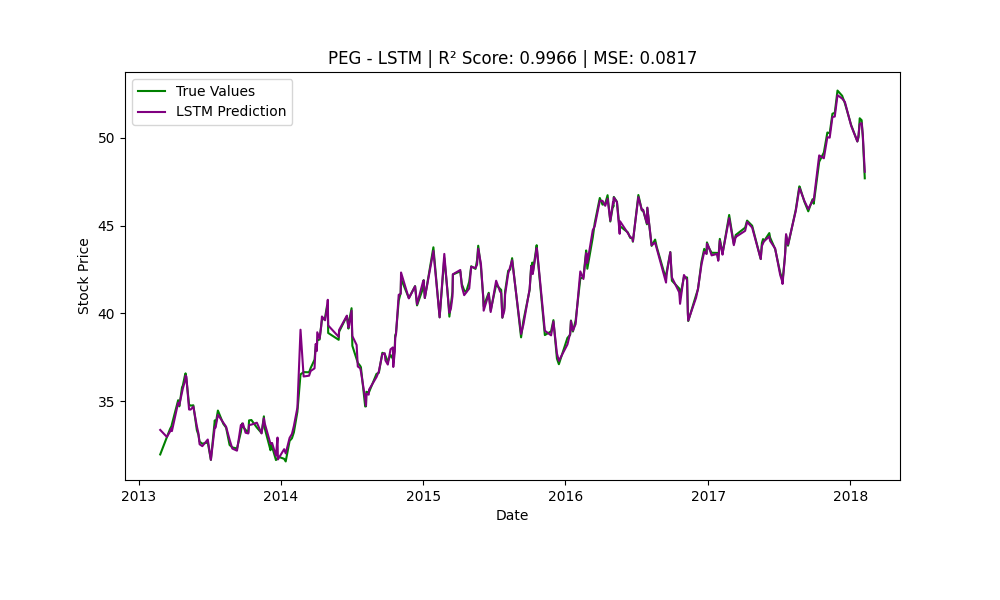 PEG - LSTM | R² Score: 0.9966 | MSE: 0.0817
True Values
LSTM Prediction
50
45
40
35
Stock Price
2013 2014 2015 2016 2017 2018
Date